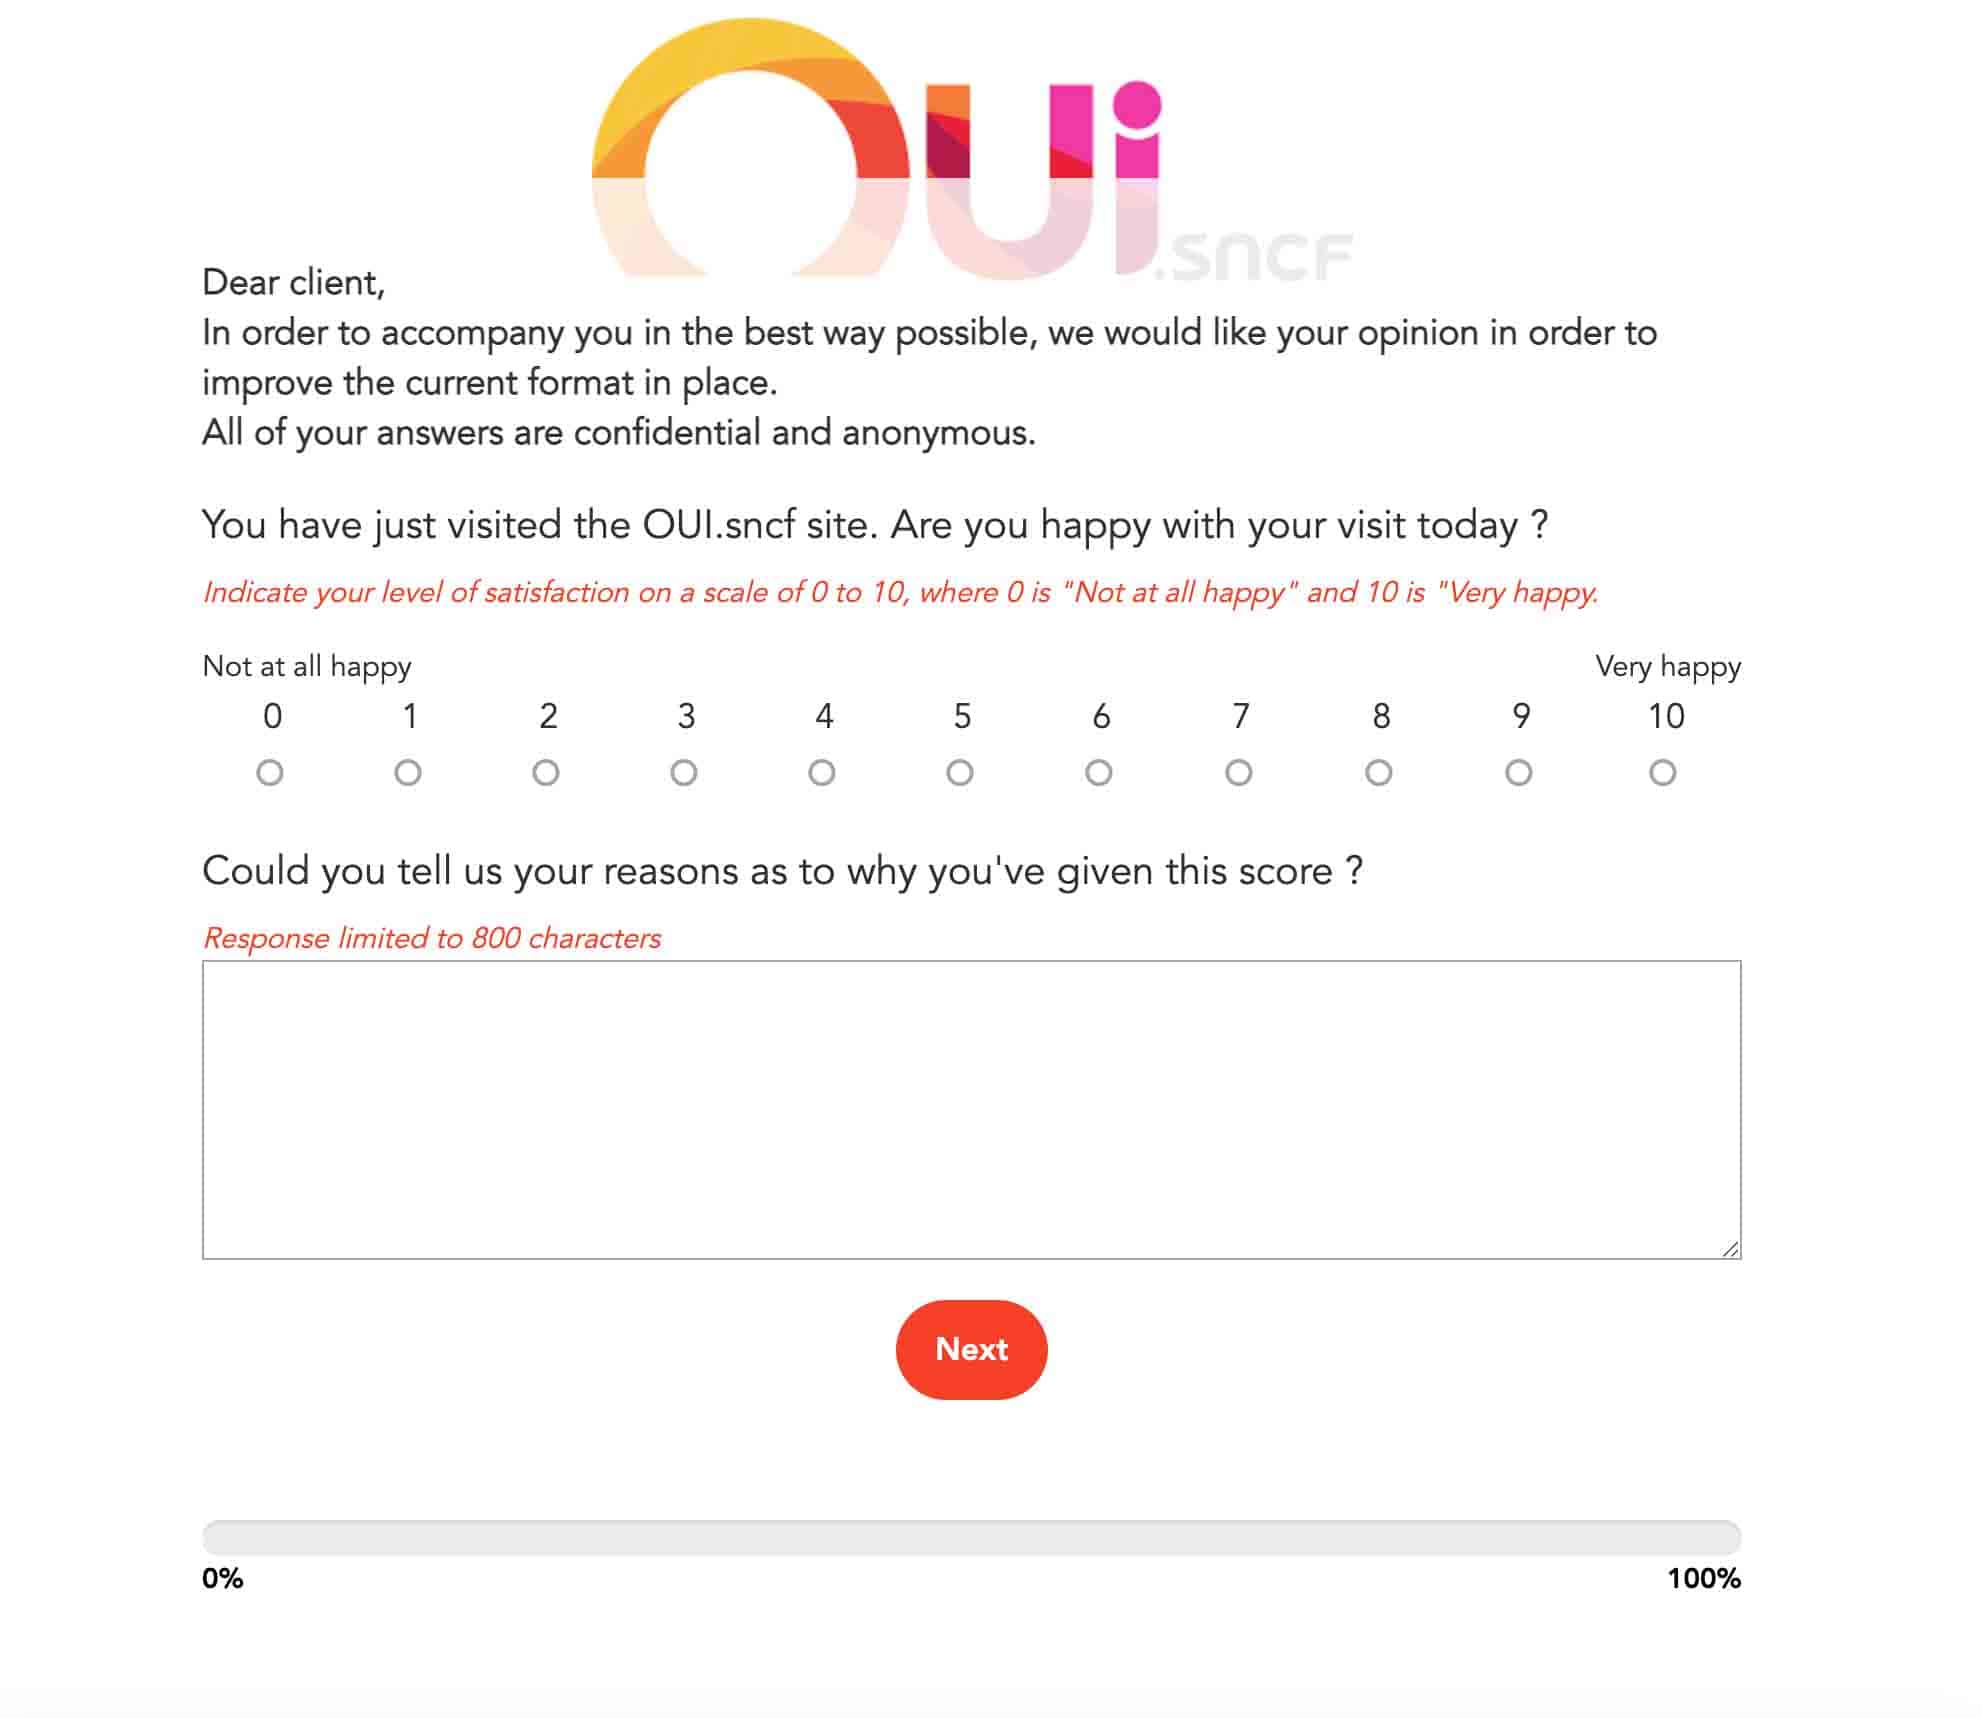 OUi.sncf
Dear client,
In order to accompany you in the best way possible, we would like your opinion in order to
improve the current format in place.
All of your answers are confidential and anonymous.
You have just visited the OUI.sncf site. Are you happy with your visit today ?
Indicate your level of satisfaction on a scale of 0 to 10, where 0 is "Not at all happy" and 10 is "Very happy.
Not at all happy Very happy
0 1 2 3 4 5 6 7 8 9 10
Could you tell us your reasons as to why you've given this score ?
Response limited to 800 characters
Next
0% 100%